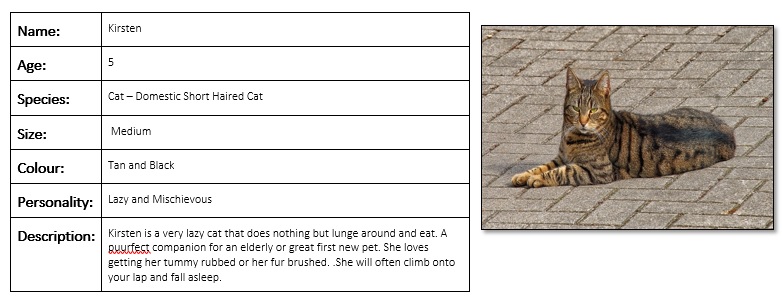 Name: Kirsten
Age: 5
Species: Cat – Domestic Short Haired Cat
Size: Medium
Colour: Tan and Black
Personality: Lazy and Mischievous
Description: Kirsten is a very lazy cat that does nothing but lunge around and eat. A
puurfect companion for an elderly or great first new pet. She loves
getting her tummy rubbed or her fur brushed. .She will often climb onto
your lap and fall asleep.